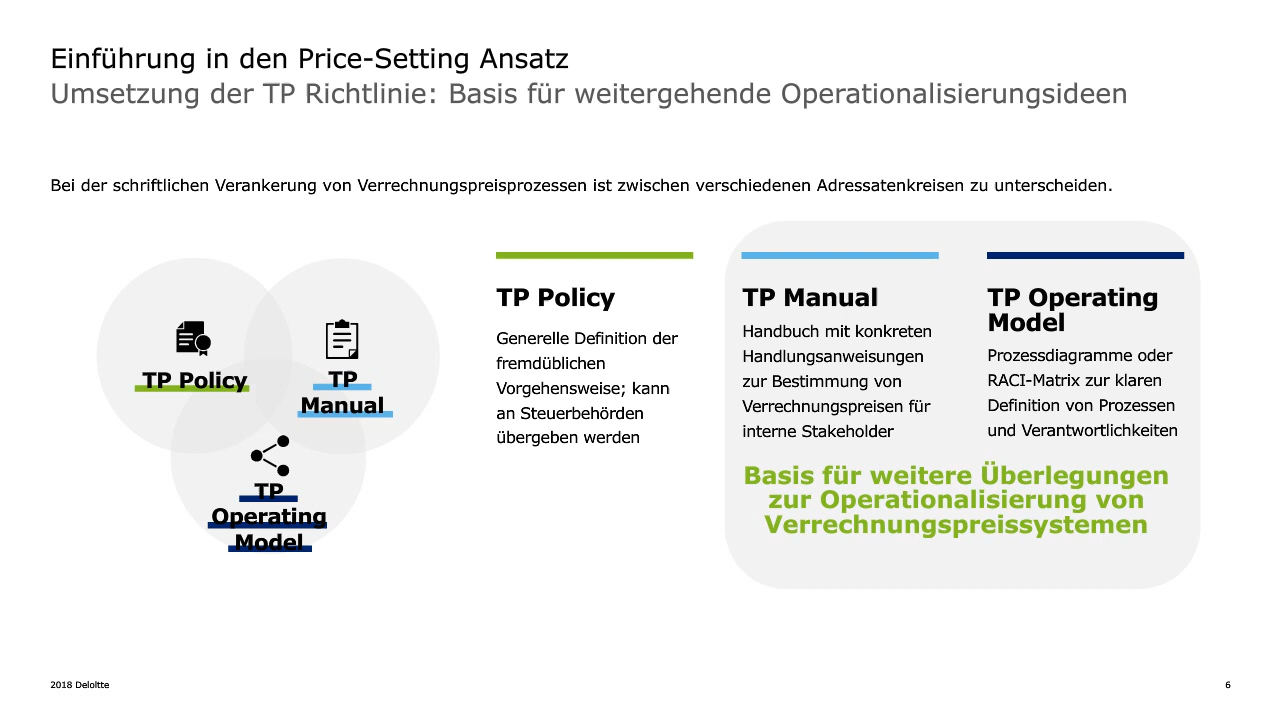 Einführung in den Price-Setting Ansatz
Umsetzung der TP Richtlinie: Basis für weitergehende Operationalisierungsideen
Bei der schriftlichen Verankerung von Verrechnungspreisprozessen ist zwischen verschiedenen Adressatenkreisen zu unterscheiden.
TP Policy
TP
Manual
TP
Operating
Model
TP Policy
Generelle Definition der
fremdüblichen
Vorgehensweise; kann
an Steuerbehörden
übergeben werden
TP Manual
Handbuch mit konkreten
Handlungsanweisungen
zur Bestimmung von
Verrechnungspreisen für
interne Stakeholder
TP Operating
Model
Prozessdiagramme oder
RACI-Matrix zur klaren
Definition von Prozessen
und Verantwortlichkeiten
Basis für weitere Überlegungen
zur Operationalisierung von
Verrechnungspreissystemen
2018 Deloitte
6